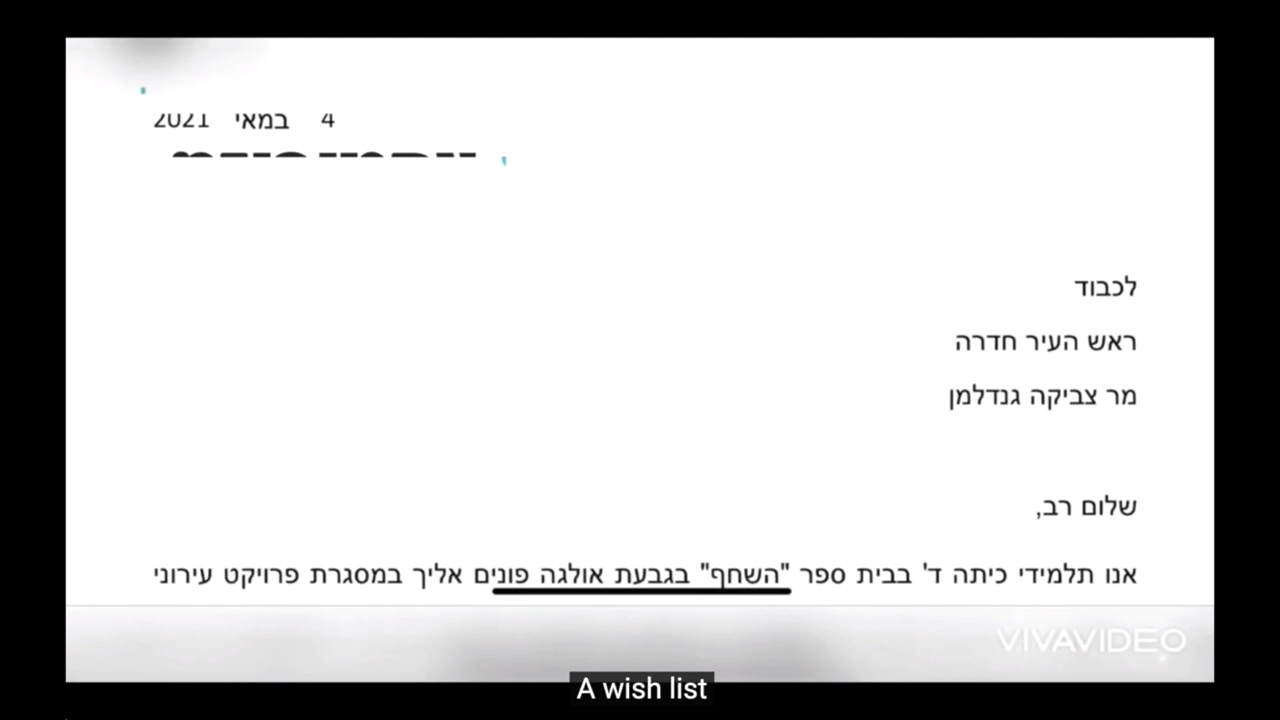 4 במאי 2021
לכבוד
ראש העיר חדרה
מר צביקה גנדלמן
שלום רב,
אנו תלמידי כיתה ד' בבית ספר "השחף" בגבעת אולגה פונים אליך במסגרת פרויקט עירוני
VIVAVIDEO
A wish list